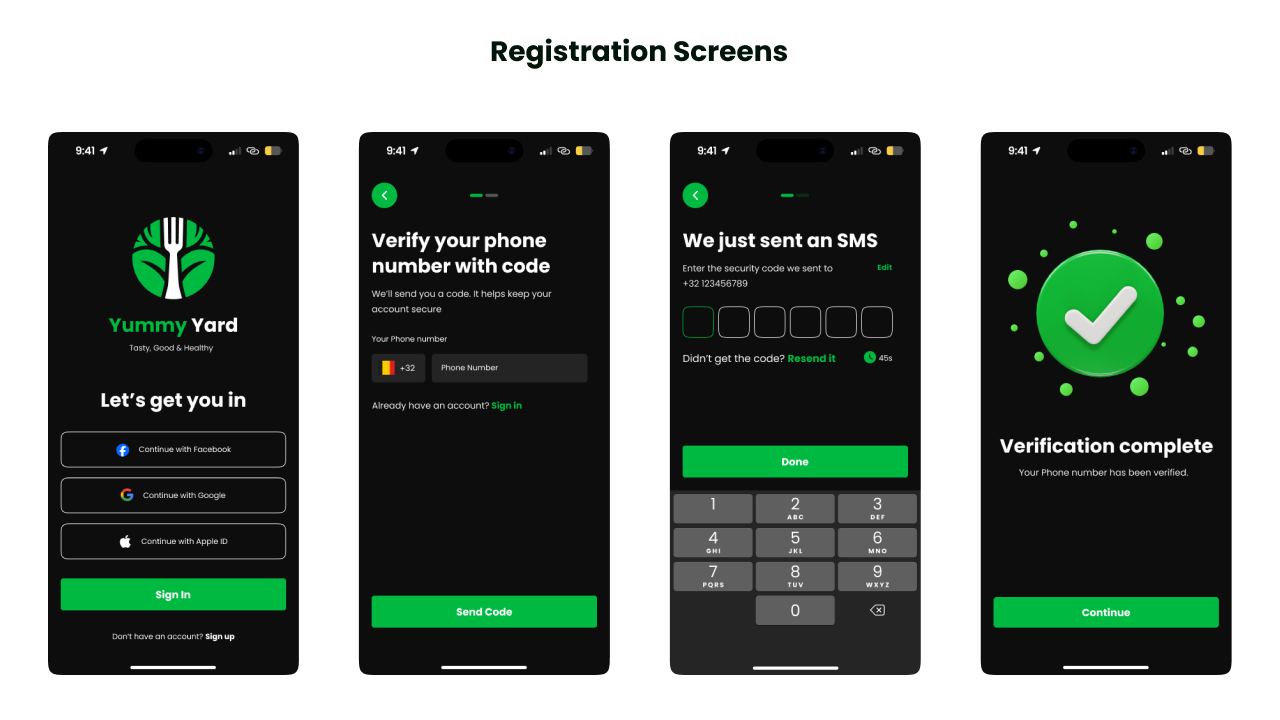 Registration Screens
9:41
Yummy Yard
Tasty, Good & Healthy
Let’s get you in
Continue with Facebook
Continue with Google
Continue with Apple ID
Sign In
Don’t have an account? Sign up
9:41
Verify your phone
number with code
We’ll send you a code. It helps keep your
account secure
Your Phone number
+32
Phone Number
Already have an account? Sign in
Send Code
9:41
We just sent an SMS
Enter the security code we sent to
Edit
+32 123456789
Didn’t get the code? Resend it
45s
Done
1
2
3
ABC
DEF
4
5
6
GHI
JKL
MNO
7
8
9
PQRS
TUV
WXYZ
0
9:41
Verification complete
Your Phone number has been verified.
Continue